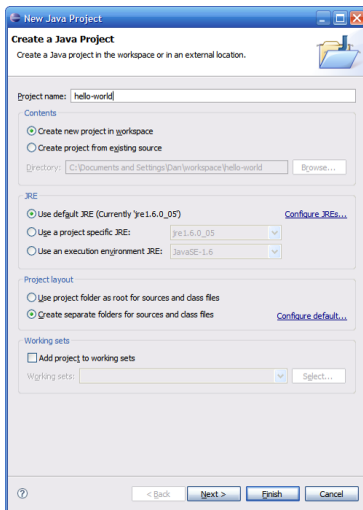 New Java Project
Create a Java Project
Create a Java project in the workspace or in an external location.
Project name: hello-world
Contents
Create new project in workspace
Create project from existing source
Directory: C:\Documents and Settings\Dan\workspace\hello-world Browse...
JRE
Use default JRE (Currently 'jre1.6.0_05') Configure JREs...
Use a project specific JRE: jre1.6.0_05
Use an execution environment JRE: JavaSE-1.6
Project layout
Use project folder as root for sources and class files
Create separate folders for sources and class files Configure default...
Working sets
Add project to working sets
Working sets: Select...
? < Back Next > Finish Cancel